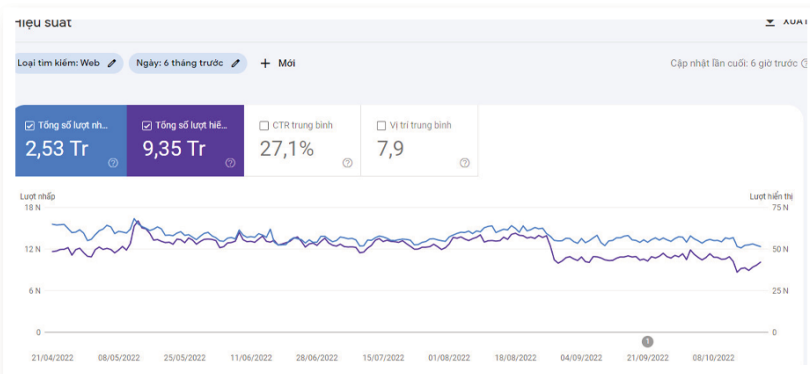 Hiệu suất
XUẤT
Loại tìm kiếm: Web
Ngày: 6 tháng trước
+ Mới
Cập nhật lần cuối: 6 giờ trước
Tổng số lượt nh...
Tổng số lượt hiể...
CTR trung bình
Vị trí trung bình
2,53 Tr
9,35 Tr
27,1%
7,9
Lượt nhấp
Lượt hiển thị
18 N
75 N
12 N
50 N
6 N
25 N
0
0
1
21/04/2022
08/05/2022
25/05/2022
11/06/2022
28/06/2022
15/07/2022
01/08/2022
18/08/2022
04/09/2022
21/09/2022
08/10/2022